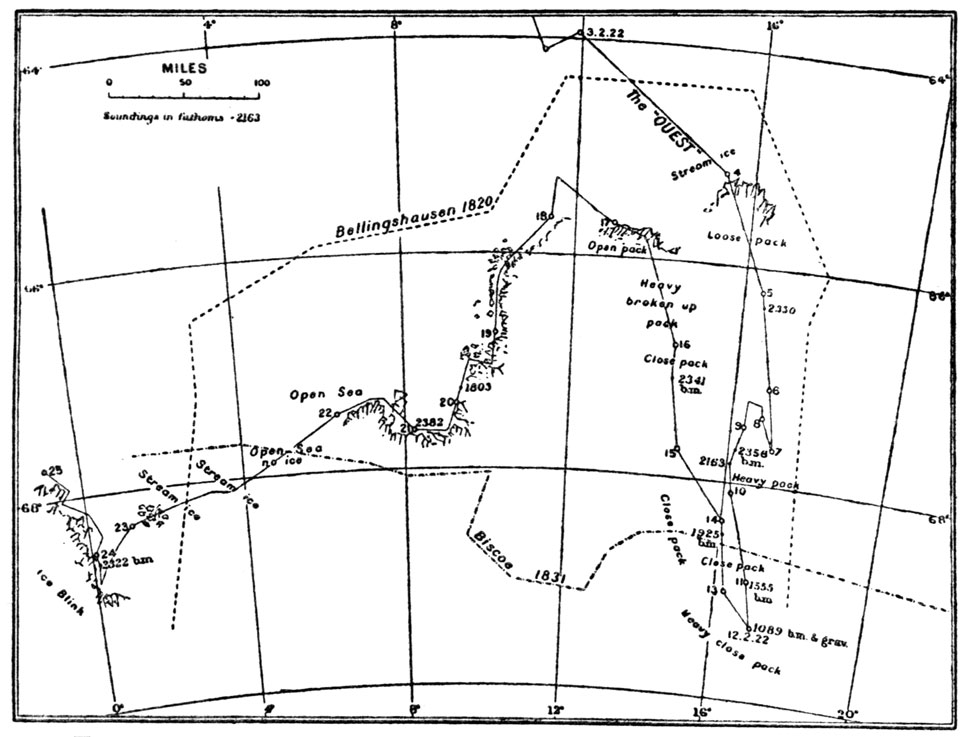 4°
8°
16°
3.2.22
64°
64°
MILES
0 50 100
Soundings in fathoms - 2163
The "QUEST"
Stream ice
4
Bellingshausen 1820
18
17
Open pack
Loose pack
66°
66°
5
2330
Heavy
broken up
pack
19
16
Close pack
2341
b.m.
1803
6
Open Sea
20
22
2382
8
9
7
2356
b.m.
Open Sea
no ice
15
2163
Heavy pack
10
25
Stream ice
Stream ice
68°
68°
23
14
1925
b.m.
Close pack
Close pack
24
2322 bm
Biscoe
1831
11
1555
b.m
13
Ice Blink
1089 b.m. & grav.
12.2.22
Heavy close pack
0°
4°
8°
12°
16°
20°